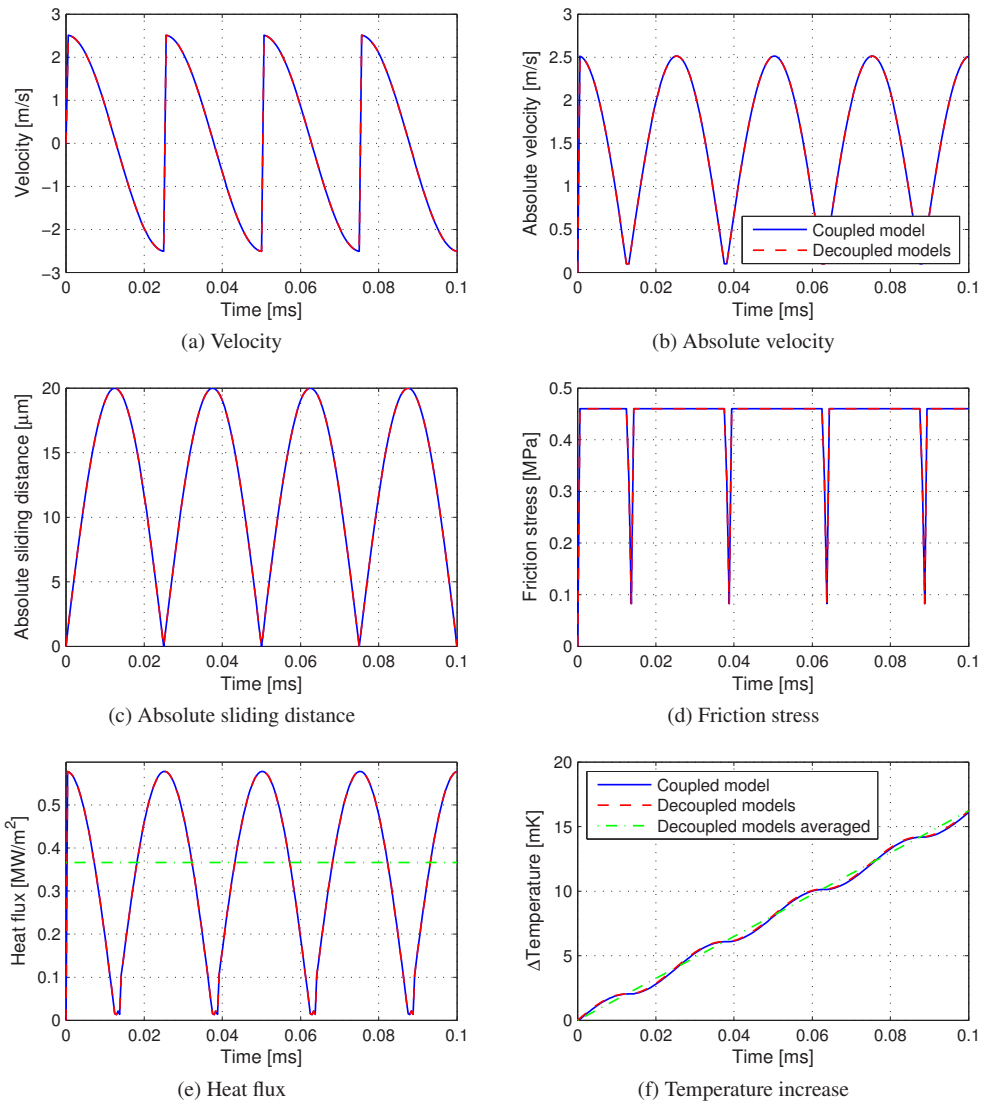 3
2
1
0
−1
−2
−3
Velocity [m/s]
0 0.02 0.04 0.06 0.08 0.1
Time [ms]
(a) Velocity
3
2.5
2
1.5
1
0.5
0
Absolute velocity [m/s]
Coupled model
Decoupled models
0 0.02 0.04 0.06 0.08 0.1
Time [ms]
(b) Absolute velocity
20
15
10
5
0
Absolute sliding distance [µm]
0 0.02 0.04 0.06 0.08 0.1
Time [ms]
(c) Absolute sliding distance
0.5
0.4
0.3
0.2
0.1
0
Friction stress [MPa]
0 0.02 0.04 0.06 0.08 0.1
Time [ms]
(d) Friction stress
0.5
0.4
0.3
0.2
0.1
0
Heat flux [MW/m²]
0 0.02 0.04 0.06 0.08 0.1
Time [ms]
(e) Heat flux
20
15
10
5
0
ΔTemperature [mK]
Coupled model
Decoupled models
Decoupled models averaged
0 0.02 0.04 0.06 0.08 0.1
Time [ms]
(f) Temperature increase